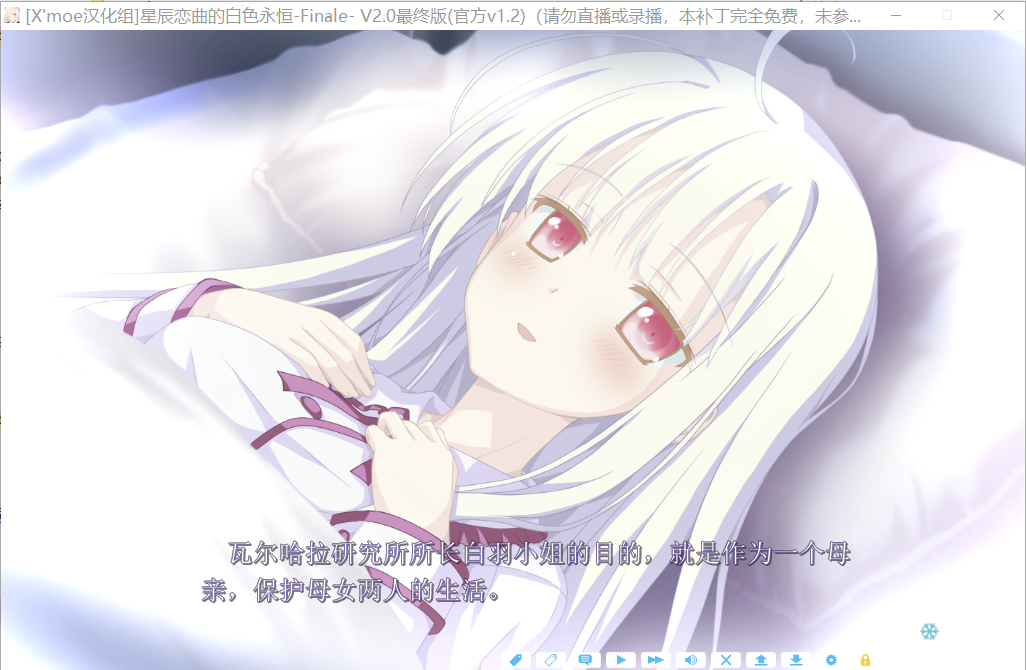 [X'moe汉化组]星辰恋曲的白色永恒-Finale- V2.0最终版(官方v1.2)（请勿直播或录播，本补丁完全免费，未参...
瓦尔哈拉研究所所长白羽小姐的目的，就是作为一个母
亲，保护母女两人的生活。